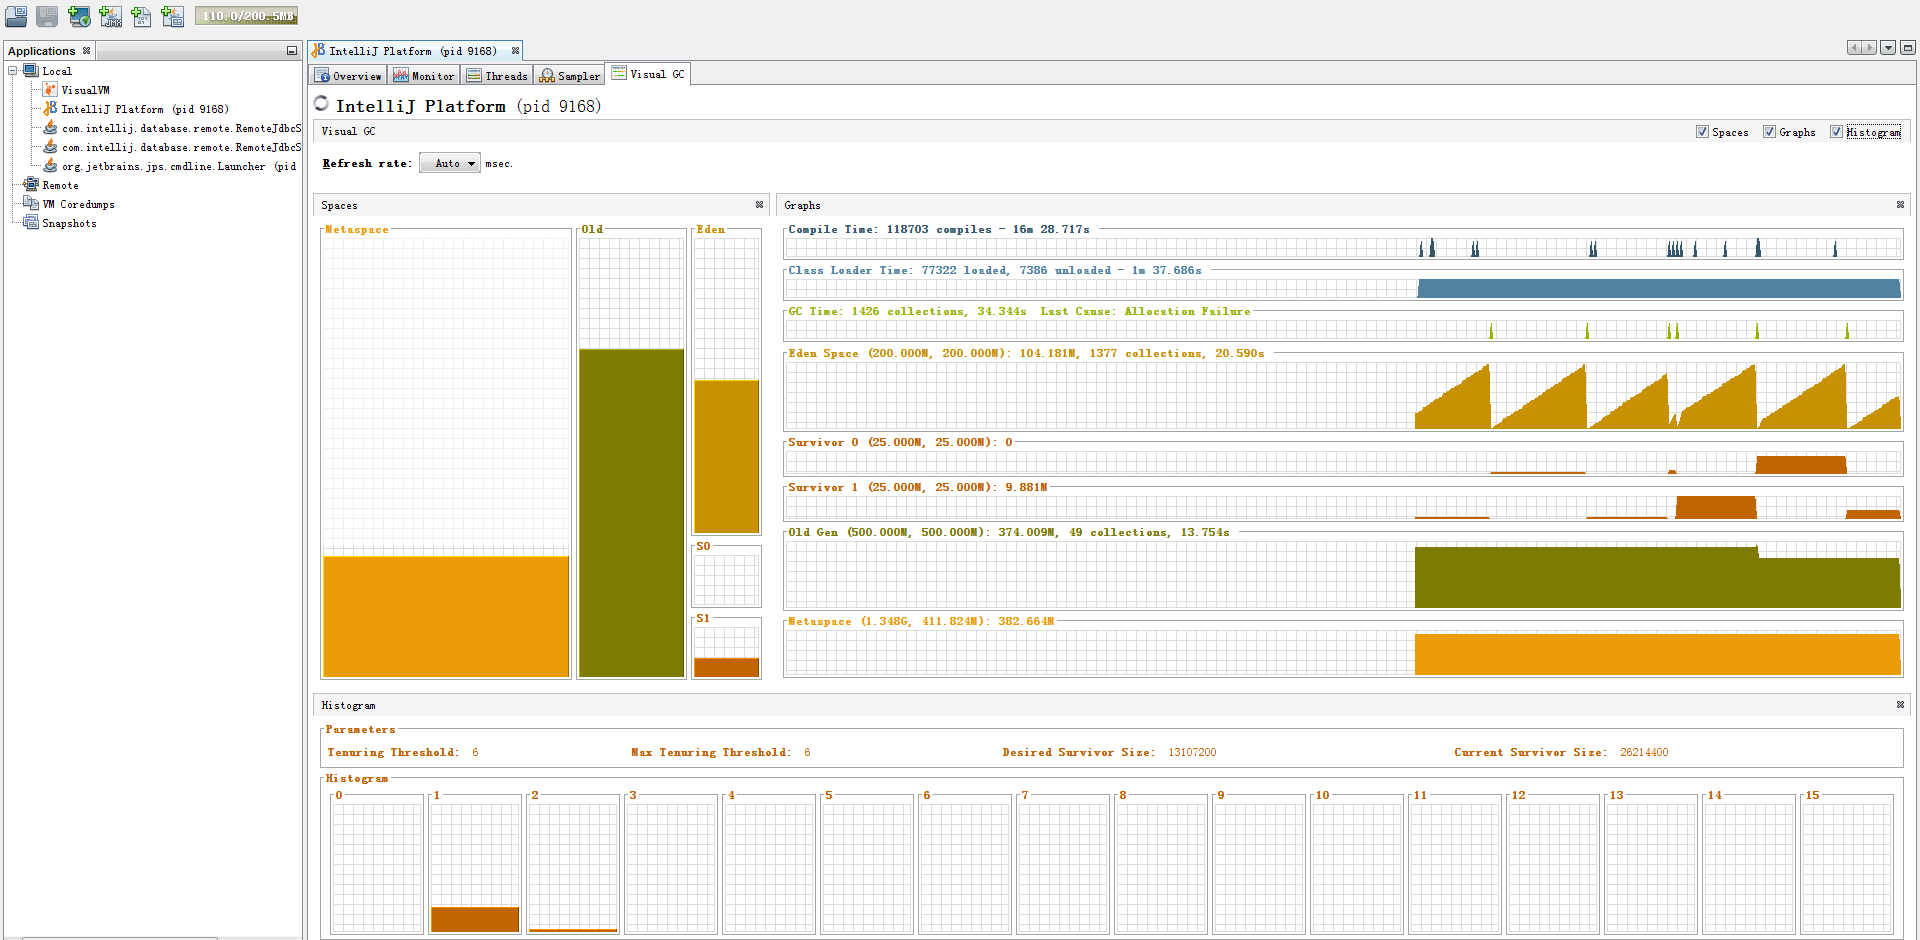 110.0/200.5MB
Applications
Local
VisualVM
IntelliJ Platform (pid 9168)
com.intellij.database.remote.RemoteJdbcS
com.intellij.database.remote.RemoteJdbcS
org.jetbrains.jps.cmdline.Launcher (pid
Remote
VM Coredumps
Snapshots
IntelliJ Platform (pid 9168)
Overview Monitor Threads Sampler Visual GC
IntelliJ Platform (pid 9168)
Visual GC Spaces Graphs Histogram
Refresh rate: Auto msec.
Spaces
Metaspace Old Eden
S0
S1
Graphs
Compile Time: 118703 compiles - 16m 28.717s
Class Loader Time: 77322 loaded, 7386 unloaded - 1m 37.686s
GC Time: 1426 collections, 34.344s Last Cause: Allocation Failure
Eden Space (200.000M, 200.000M): 104.181M, 1377 collections, 20.590s
Survivor 0 (25.000M, 25.000M): 0
Survivor 1 (25.000M, 25.000M): 9.881M
Old Gen (500.000M, 500.000M): 374.009M, 49 collections, 13.754s
Metaspace (1.348G, 411.824M): 382.664M
Histogram
Parameters
Tenuring Threshold: 6 Max Tenuring Threshold: 6 Desired Survivor Size: 13107200 Current Survivor Size: 26214400
Histogram
0 1 2 3 4 5 6 7 8 9 10 11 12 13 14 15